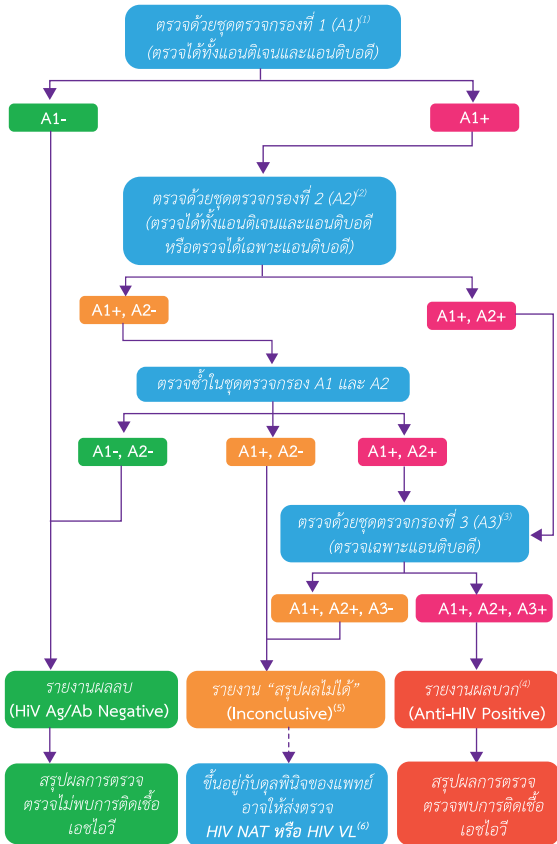 ตรวจด้วยชุดตรวจกรองที่ 1 (A1)(1)
(ตรวจได้ทั้งแอนติเจนและแอนติบอดี)
A1-
A1+
ตรวจด้วยชุดตรวจกรองที่ 2 (A2)(2)
(ตรวจได้ทั้งแอนติเจนและแอนติบอดี
หรือตรวจได้เฉพาะแอนติบอดี)
A1+, A2-
A1+, A2+
ตรวจซ้ำในชุดตรวจกรอง A1 และ A2
A1-, A2-
A1+, A2-
A1+, A2+
ตรวจด้วยชุดตรวจกรองที่ 3 (A3)(3)
(ตรวจเฉพาะแอนติบอดี)
A1+, A2+, A3-
A1+, A2+, A3+
รายงานผลลบ
(HiV Ag/Ab Negative)
รายงาน “สรุปผลไม่ได้”
(Inconclusive)(5)
รายงานผลบวก(4)
(Anti-HIV Positive)
สรุปผลการตรวจ
ตรวจไม่พบการติดเชื้อ
เอชไอวี
ขึ้นอยู่กับดุลพินิจของแพทย์
อาจให้ส่งตรวจ
HIV NAT หรือ HIV VL(6)
สรุปผลการตรวจ
ตรวจพบการติดเชื้อ
เอชไอวี